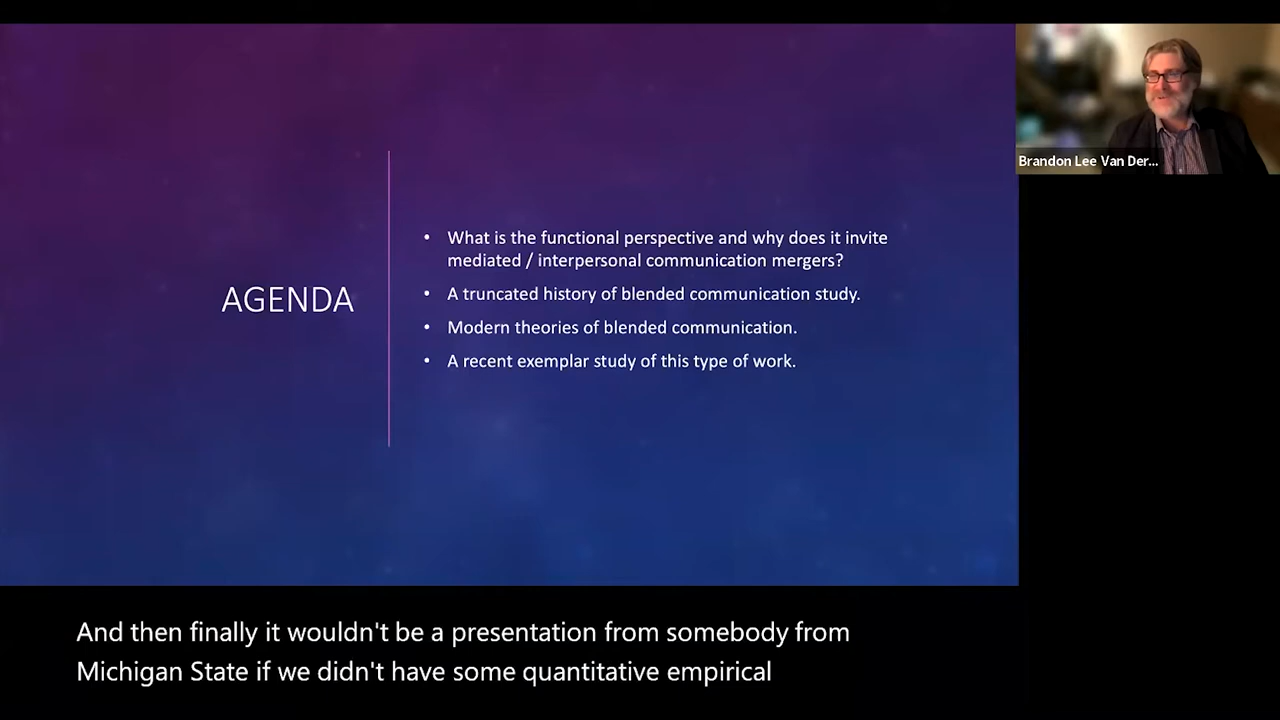 AGENDA
• What is the functional perspective and why does it invite
mediated / interpersonal communication mergers?
• A truncated history of blended communication study.
• Modern theories of blended communication.
• A recent exemplar study of this type of work.
Brandon Lee Van Der...
And then finally it wouldn't be a presentation from somebody from
Michigan State if we didn't have some quantitative empirical